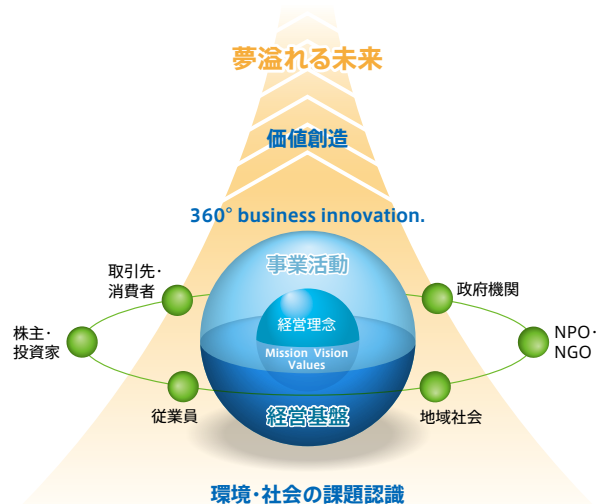 夢溢れる未来
価値創造
360° business innovation.
事業活動
取引先・
消費者
政府機関
経営理念
Mission Vision
Values
株主・
投資家
NPO・
NGO
従業員
経営基盤
地域社会
環境・社会の課題認識